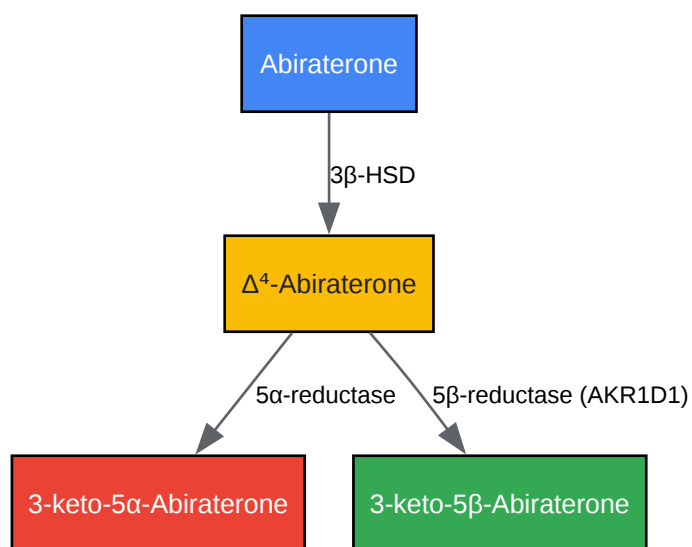 Abiraterone
3β-HSD
Δ⁴-Abiraterone
5α-reductase
5β-reductase (AKR1D1)
3-keto-5α-Abiraterone
3-keto-5β-Abiraterone